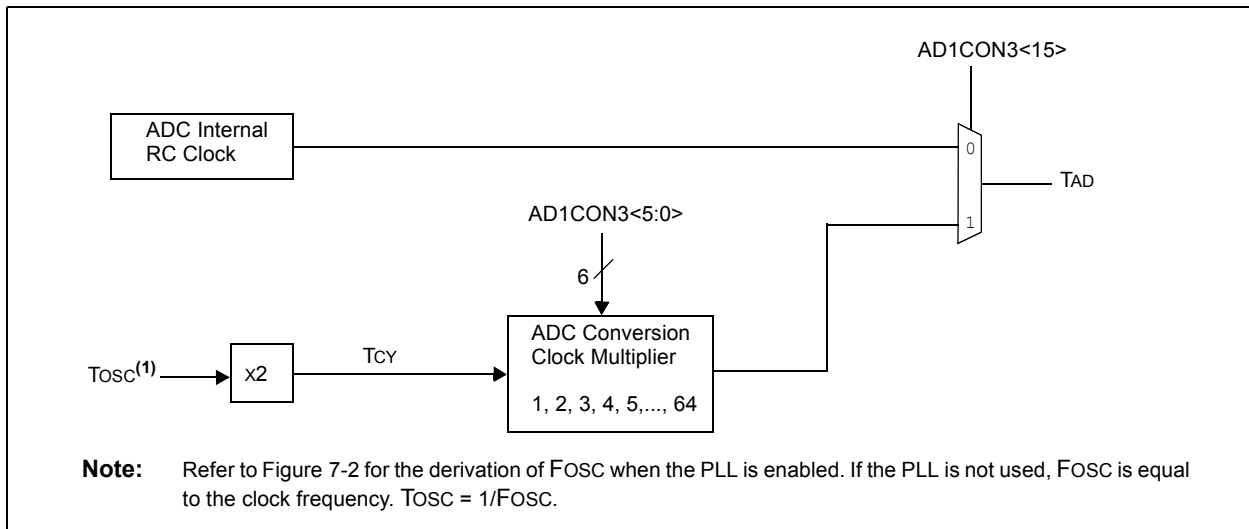 AD1CON3<15>
ADC Internal
RC Clock
0
TAD
AD1CON3<5:0>
1
6
ADC Conversion
Clock Multiplier
1, 2, 3, 4, 5,..., 64
TOSC(1)
X2
TCY
Note: Refer to Figure 7-2 for the derivation of FOSC when the PLL is enabled. If the PLL is not used, FOSC is equal
to the clock frequency. TOSC = 1/FOSC.